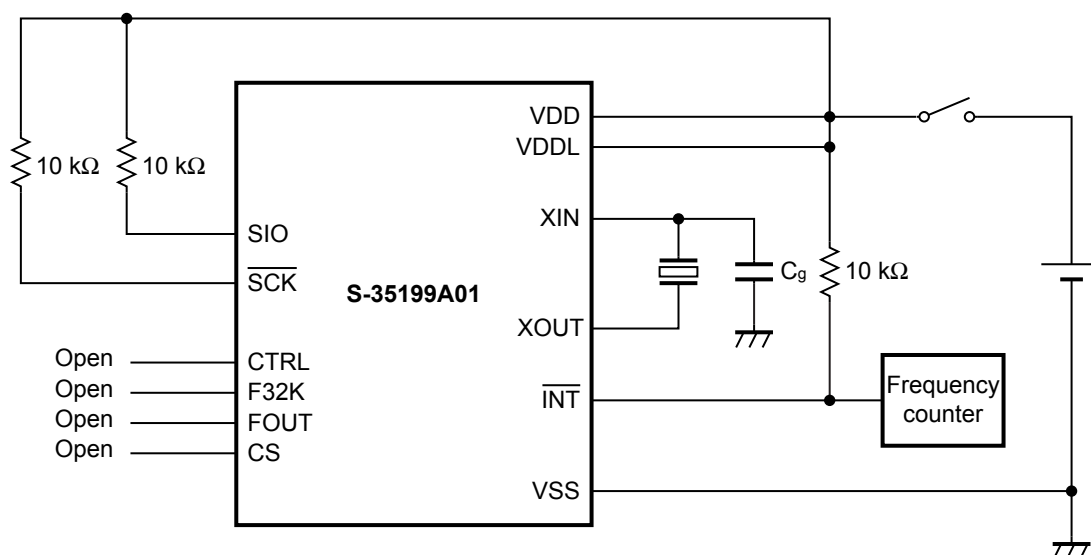 10 kΩ
10 kΩ
SIO
SCK
S-35199A01
Open
CTRL
Open
F32K
Open
FOUT
Open
CS
VDD
VDDL
XIN
XOUT
INT
VSS
Cg
10 kΩ
Frequency
counter